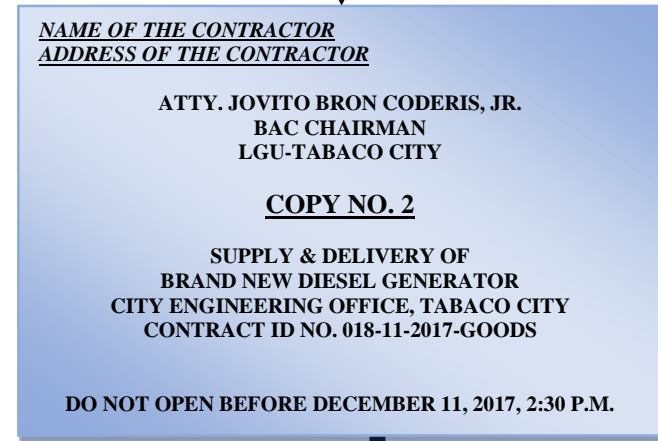 NAME OF THE CONTRACTOR
ADDRESS OF THE CONTRACTOR
ATTY. JOVITO BRON CODERIS, JR.
BAC CHAIRMAN
LGU-TABACO CITY
COPY NO. 2
SUPPLY & DELIVERY OF
BRAND NEW DIESEL GENERATOR
CITY ENGINEERING OFFICE, TABACO CITY
CONTRACT ID NO. 018-11-2017-GOODS
DO NOT OPEN BEFORE DECEMBER 11, 2017, 2:30 P.M.